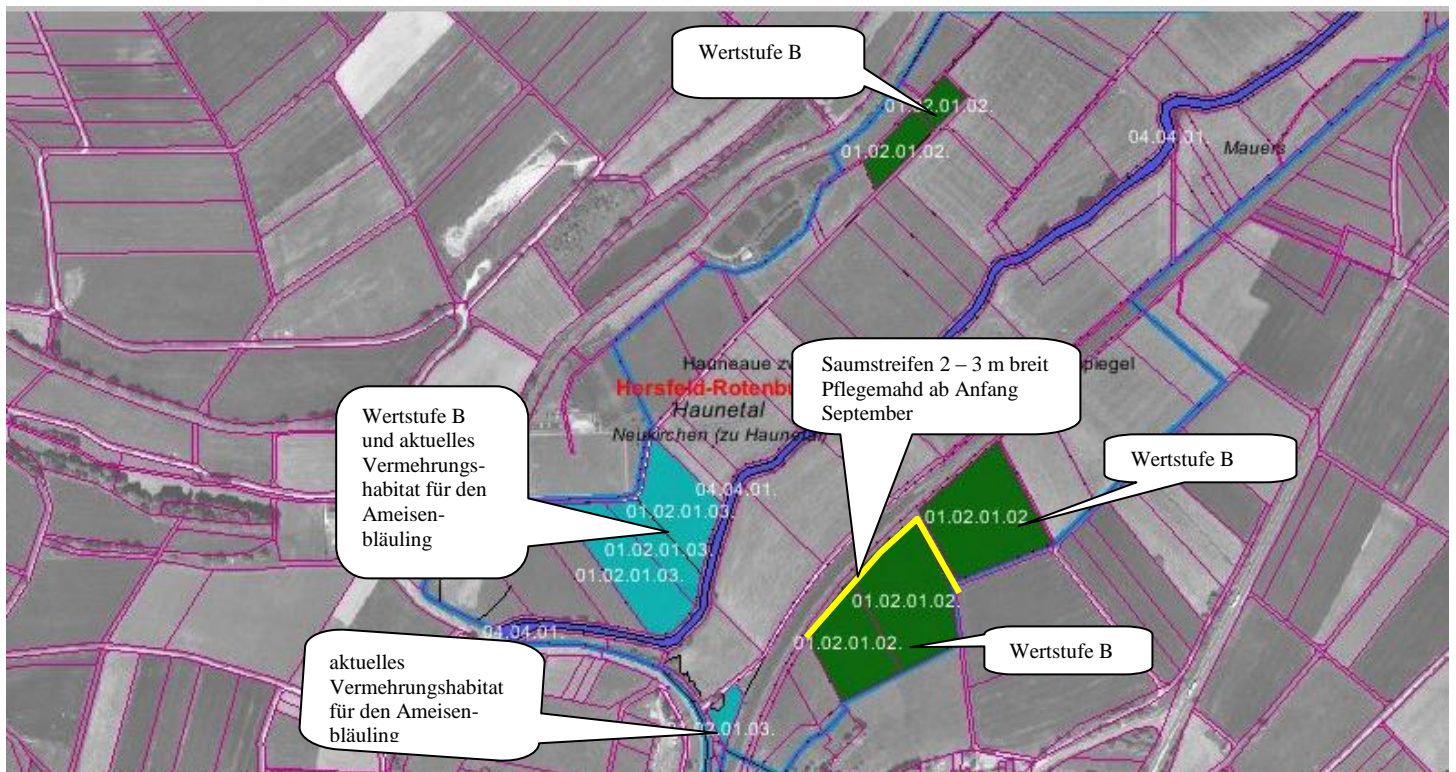 Wertstufe B
01.02.01.02.
04.04.01.
01.02.01.02.
Mauers
Hauneaue
Hersfeld-Rotenbu
Haunetal
Neukirchen (zu Haunetal)
Saumstreifen 2 – 3 m breit
Pflegemahd ab Anfang
September
Wertstufe B
und aktuelles
Vermehrungs-
habitat für den
Ameisen-
bläuling
Wertstufe B
04.04.01.
01.02.01.03.
01.02.01.03.
01.02.01.03.
01.02.01.02
01.02.01.02.
01.02.01.02.
04.04.01.
Wertstufe B
aktuelles
Vermehrungshabitat
für den Ameisen-
bläuling
02.01.03.